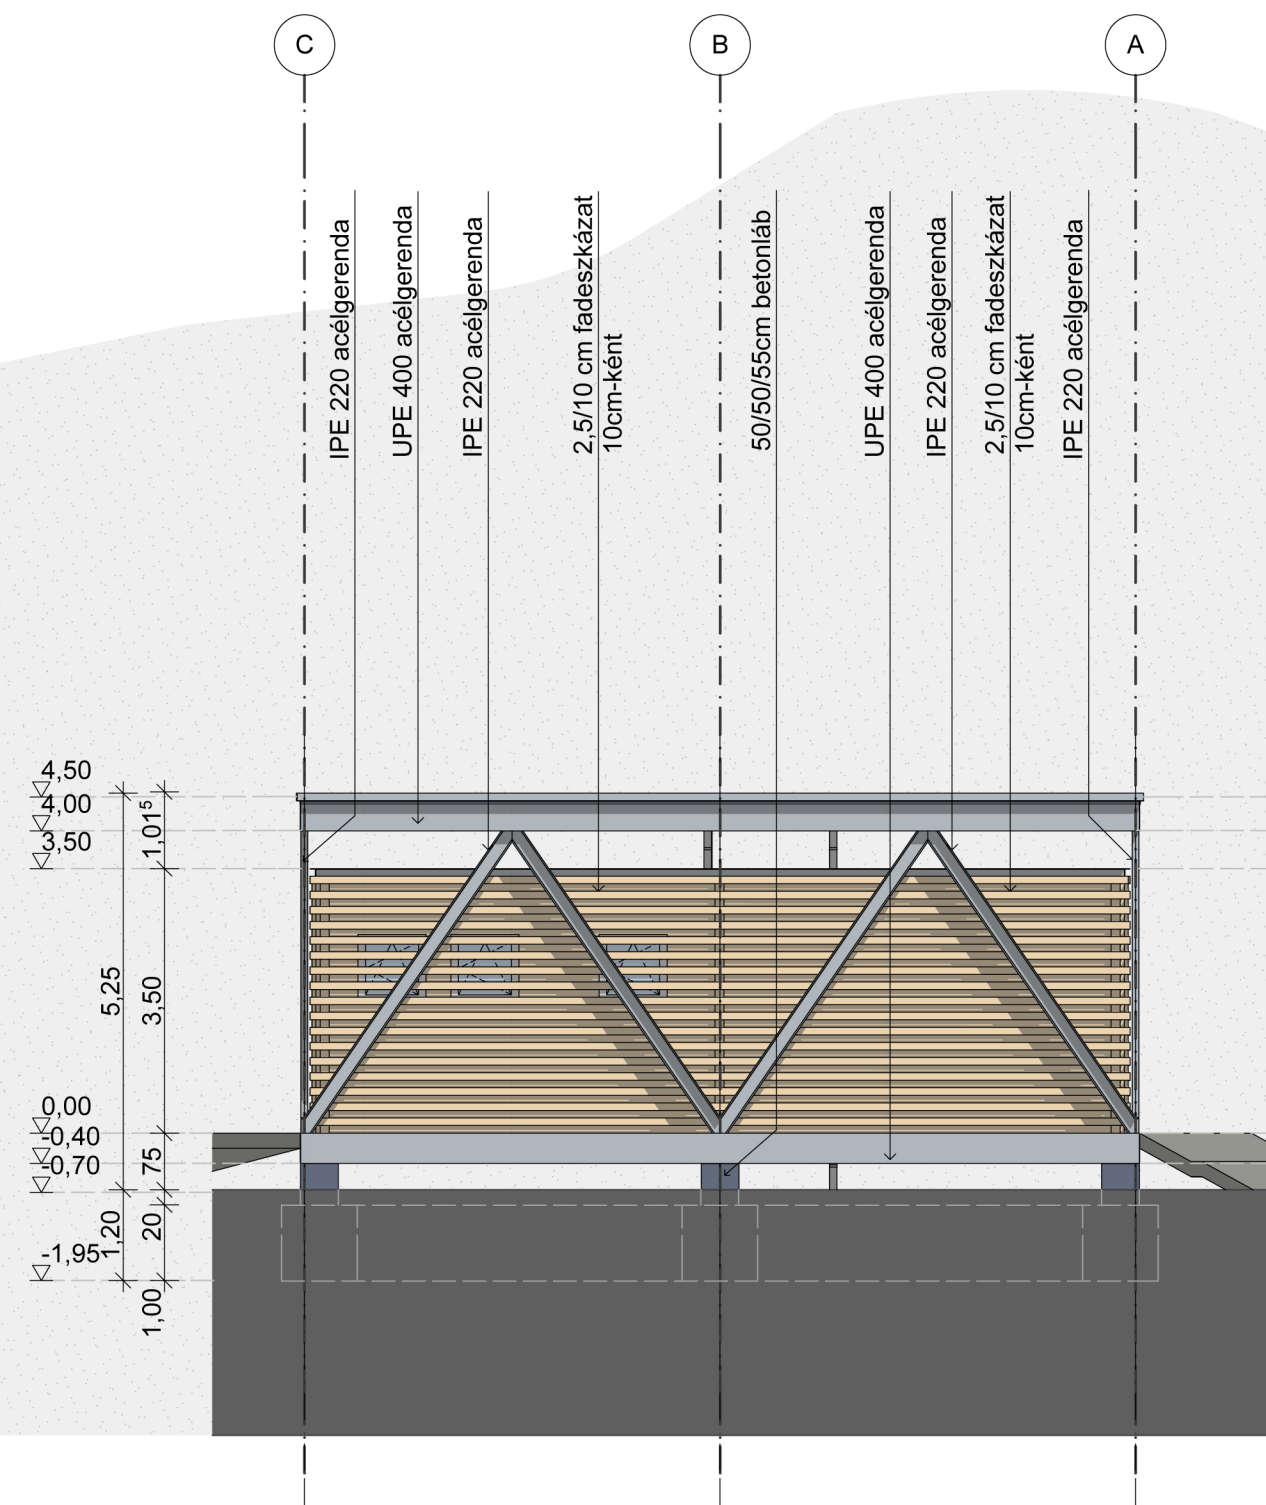 C
B
A
IPE 220 acélgerenda
UPE 400 acélgerenda
IPE 220 acélgerenda
2,5/10 cm fadeszkázat
10cm-ként
50/50/55cm betonláb
UPE 400 acélgerenda
IPE 220 acélgerenda
2,5/10 cm fadeszkázat
10cm-ként
IPE 220 acélgerenda
4,50
4,00
3,50
0,00
-0,40
-0,70
-1,95
5,25
1,20
1,01⁵
3,50
75
20
1,00